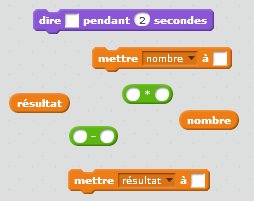 dire pendant 2 secondes
mettre nombre à
résultat
*
nombre
-
mettre résultat à